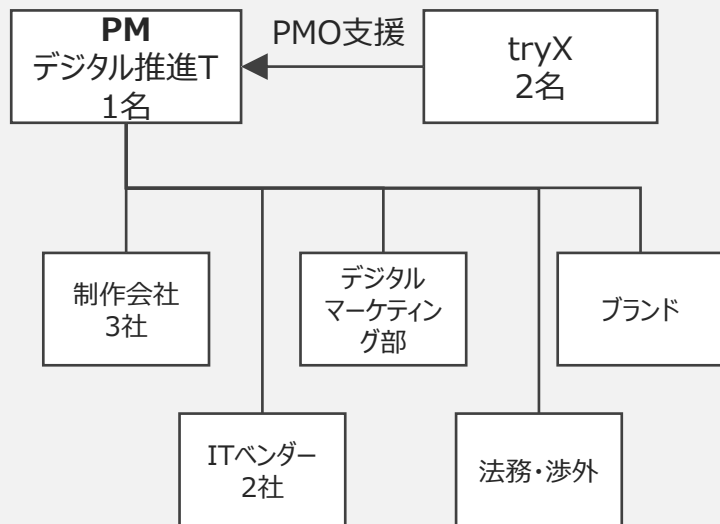 PM
デジタル推進T
1名
PMO支援
tryX
2名
制作会社
3社
デジタル
マーケティン
グ部
ブランド
ITベンダー
2社
法務・渉外